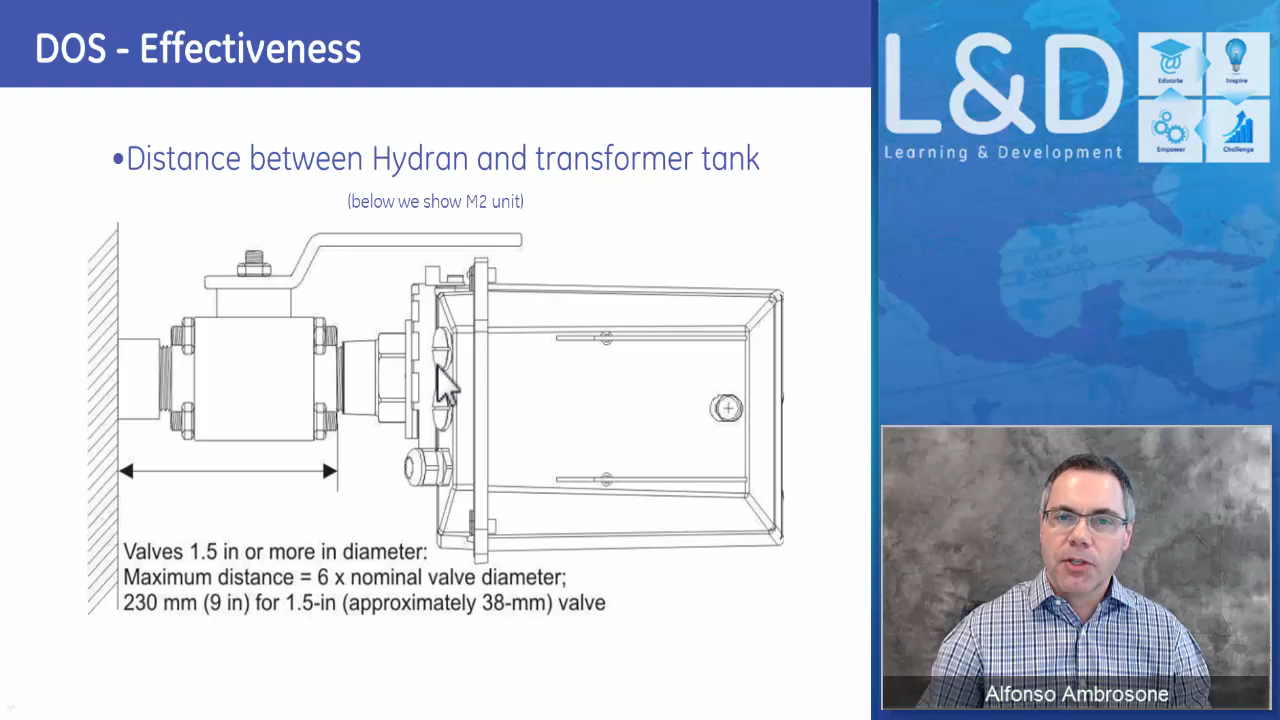 DOS - Effectiveness
•Distance between Hydran and transformer tank
(below we show M2 unit)
Valves 1.5 in or more in diameter:
Maximum distance = 6 x nominal valve diameter;
230 mm (9 in) for 1.5-in (approximately 38-mm) valve
L&D
Learning & Development
Educate
Inspire
Empower
Challenge
Alfonso Ambrosone